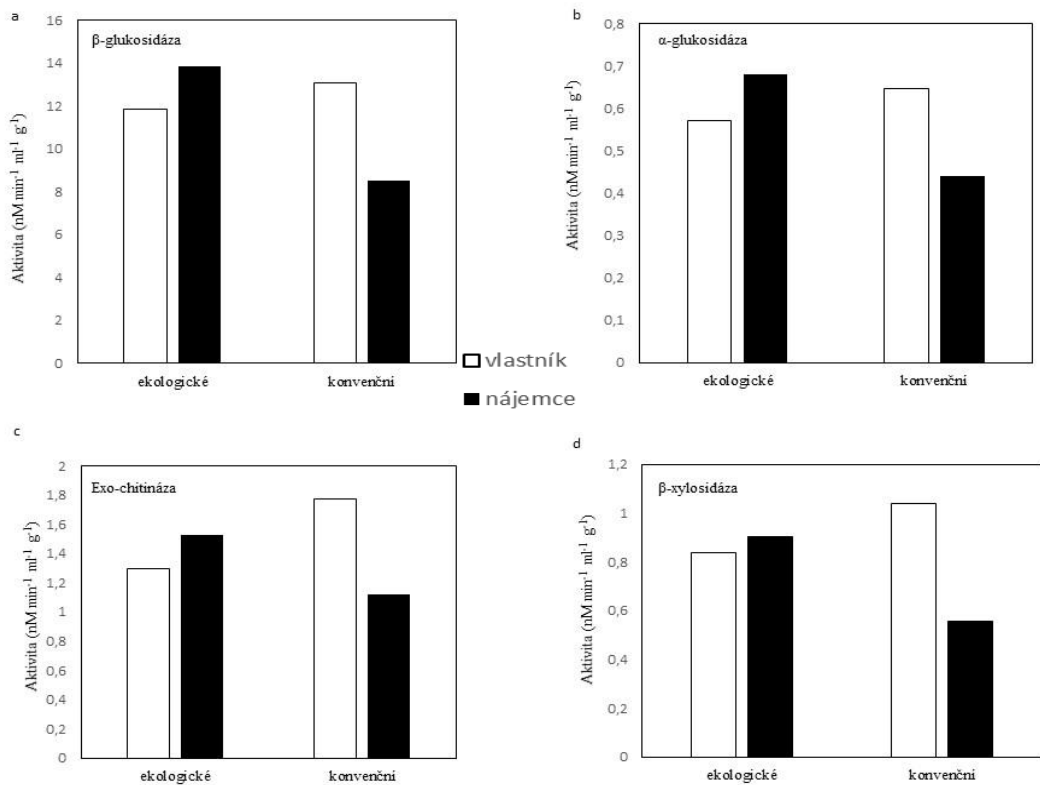 a
β-glukosidáza
Aktivita (nM min-1 ml-1 g-1)
16
14
12
10
8
6
4
2
0
ekologické
konvenční
b
α-glukosidáza
Aktivita (nM min-1 ml-1 g-1)
0,8
0,7
0,6
0,5
0,4
0,3
0,2
0,1
0
ekologické
konvenční
vlastník
nájemce
c
Exo-chitináza
Aktivita (nM min-1 ml-1 g-1)
2
1,8
1,6
1,4
1,2
1
0,8
0,6
0,4
0,2
0
ekologické
konvenční
d
β-xylosidáza
Aktivita (nM min-1 ml-1 g-1)
1,2
1
0,8
0,6
0,4
0,2
0
ekologické
konvenční